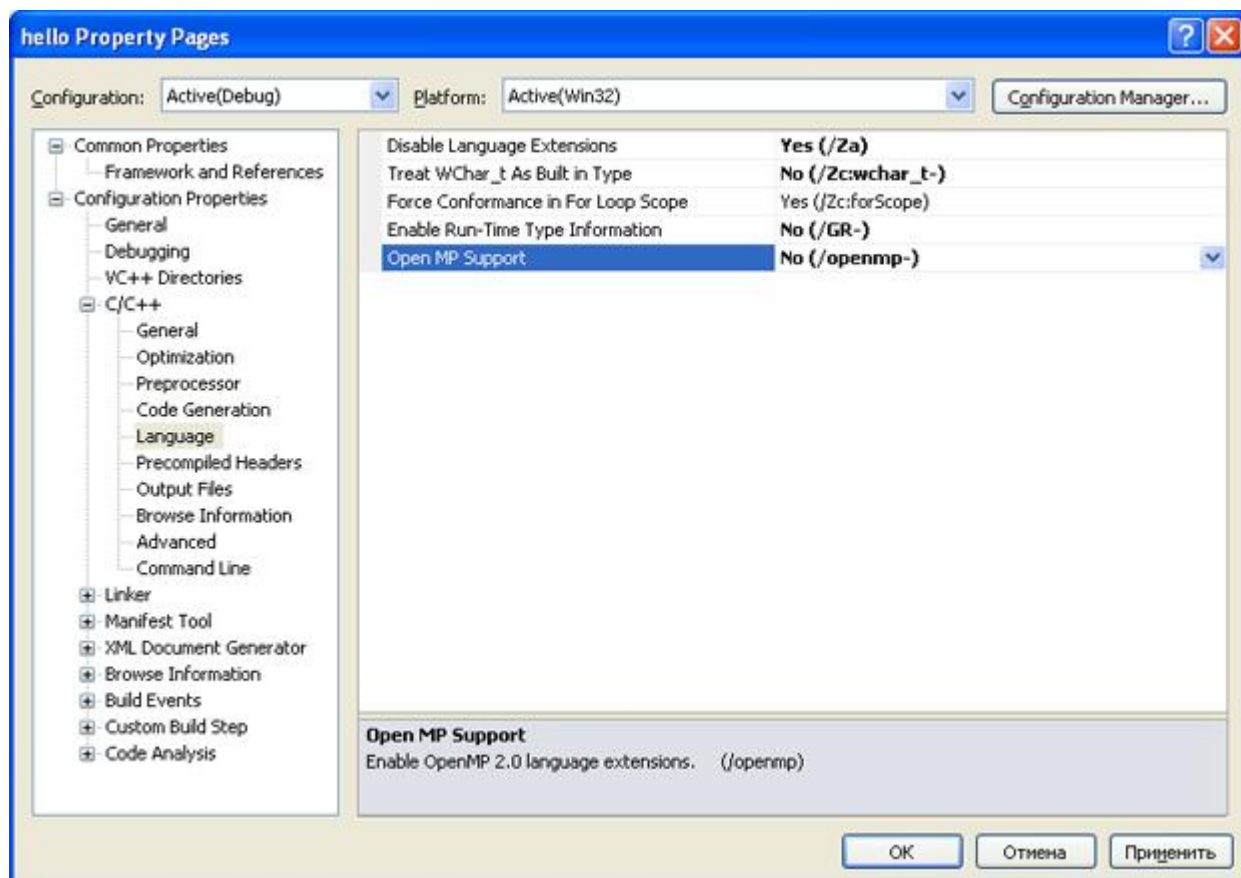 hello Property Pages
Configuration: Active(Debug) Platform: Active(Win32) Configuration Manager...
Common Properties
Framework and References
Configuration Properties
General
Debugging
VC++ Directories
C/C++
General
Optimization
Preprocessor
Code Generation
Language
Precompiled Headers
Output Files
Browse Information
Advanced
Command Line
Linker
Manifest Tool
XML Document Generator
Browse Information
Build Events
Custom Build Step
Code Analysis
Disable Language Extensions Yes (/Za)
Treat WChar_t As Built in Type No (/Zc:wchar_t-)
Force Conformance in For Loop Scope Yes (/Zc:forScope)
Enable Run-Time Type Information No (/GR-)
Open MP Support No (/openmp-)
Open MP Support
Enable OpenMP 2.0 language extensions. (/openmp)
OK Отмена Применить